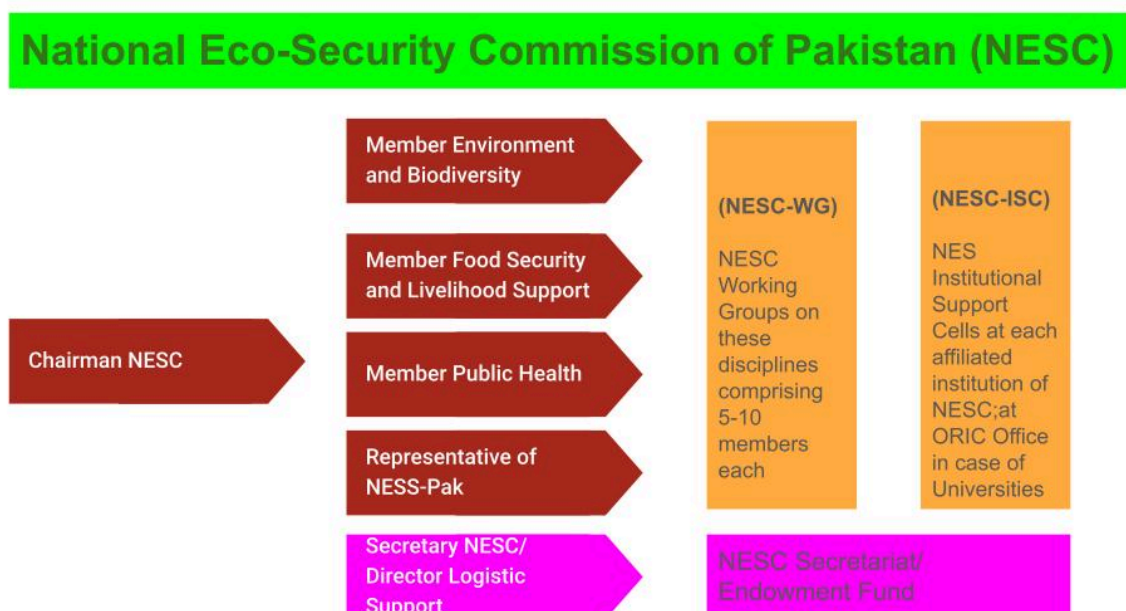 National Eco-Security Commission of Pakistan (NESC)
Chairman NESC
Member Environment
and Biodiversity
Member Food Security
and Livelihood Support
Member Public Health
Representative of
NESS-Pak
Secretary NESC/
Director Logistic
Support
(NESC-WG)
NESC
Working
Groups on
these
disciplines
comprising
5-10
members
each
(NESC-ISC)
NES
Institutional
Support
Cells at each
affiliated
institution of
NESC;at
ORIC Office
in case of
Universities
NESC Secretariat/
Endowment Fund